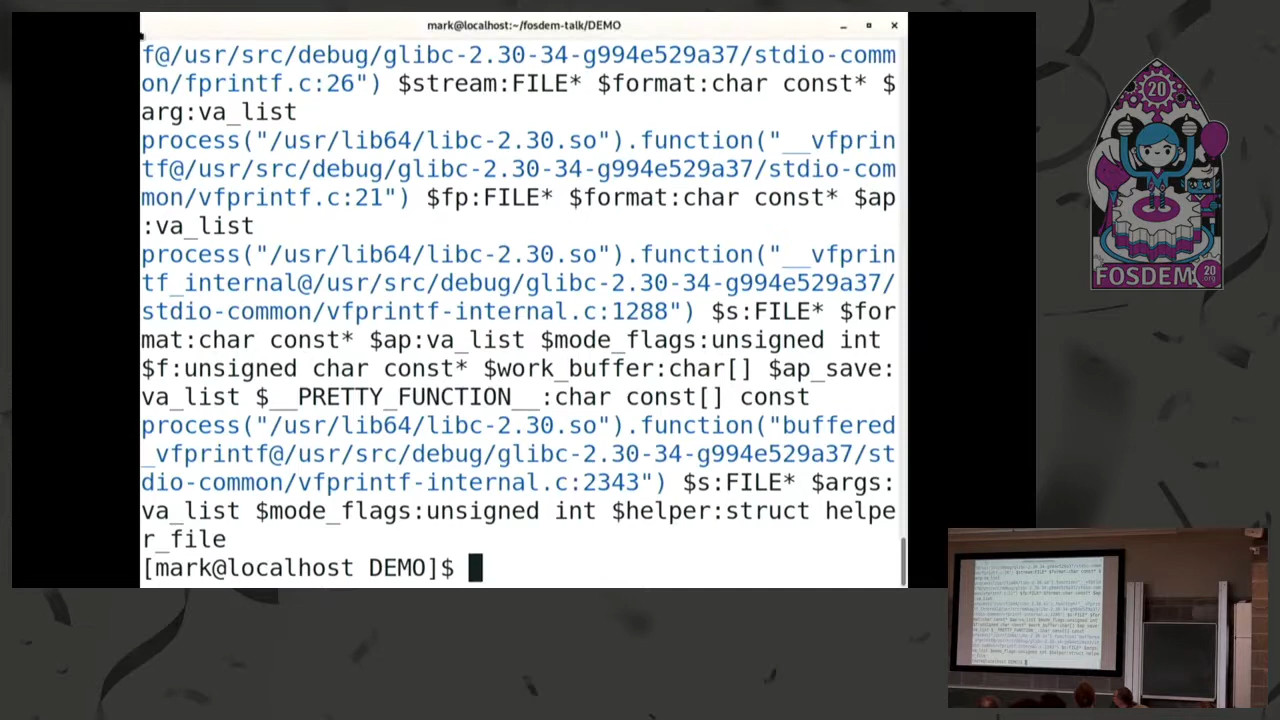 mark@localhost:~/fosdem-talk/DEMO
f@/usr/src/debug/glibc-2.30-34-g994e529a37/stdio-comm
on/fprintf.c:26") $stream:FILE* $format:char const* $
arg:va_list
process("/usr/lib64/libc-2.30.so").function("__vfprin
tf@/usr/src/debug/glibc-2.30-34-g994e529a37/stdio-com
mon/vfprintf.c:21") $fp:FILE* $format:char const* $ap
:va_list
process("/usr/lib64/libc-2.30.so").function("__vfprin
tf_internal@/usr/src/debug/glibc-2.30-34-g994e529a37/
stdio-common/vfprintf-internal.c:1288") $s:FILE* $for
mat:char const* $ap:va_list $mode_flags:unsigned int
$f:unsigned char const* $work_buffer:char[] $ap_save:
va_list $__PRETTY_FUNCTION__:char const[] const
process("/usr/lib64/libc-2.30.so").function("buffered
_vfprintf@/usr/src/debug/glibc-2.30-34-g994e529a37/st
dio-common/vfprintf-internal.c:2343") $s:FILE* $args:
va_list $mode_flags:unsigned int $helper:struct helpe
r_file
[mark@localhost DEMO]$
20
FOSDEM
20
.org